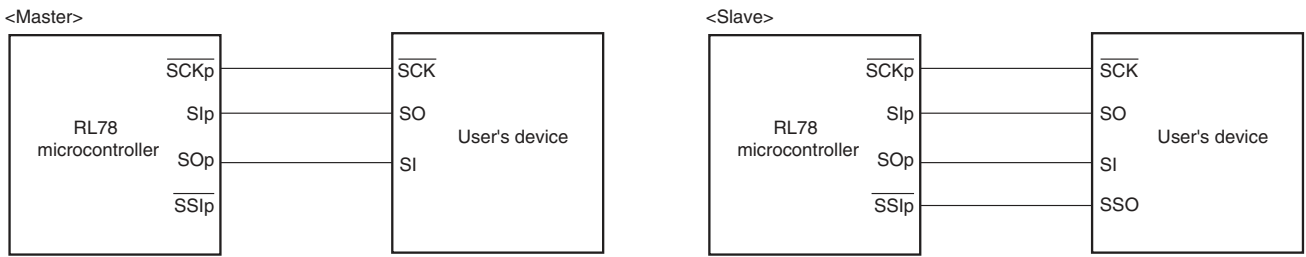 <Master>
SCKp
SIp
RL78
microcontroller
SOp
SSIp
SCK
SO
User's device
SI
<Slave>
SCKp
SIp
RL78
microcontroller
SOp
SSIp
SCK
SO
User's device
SI
SSO